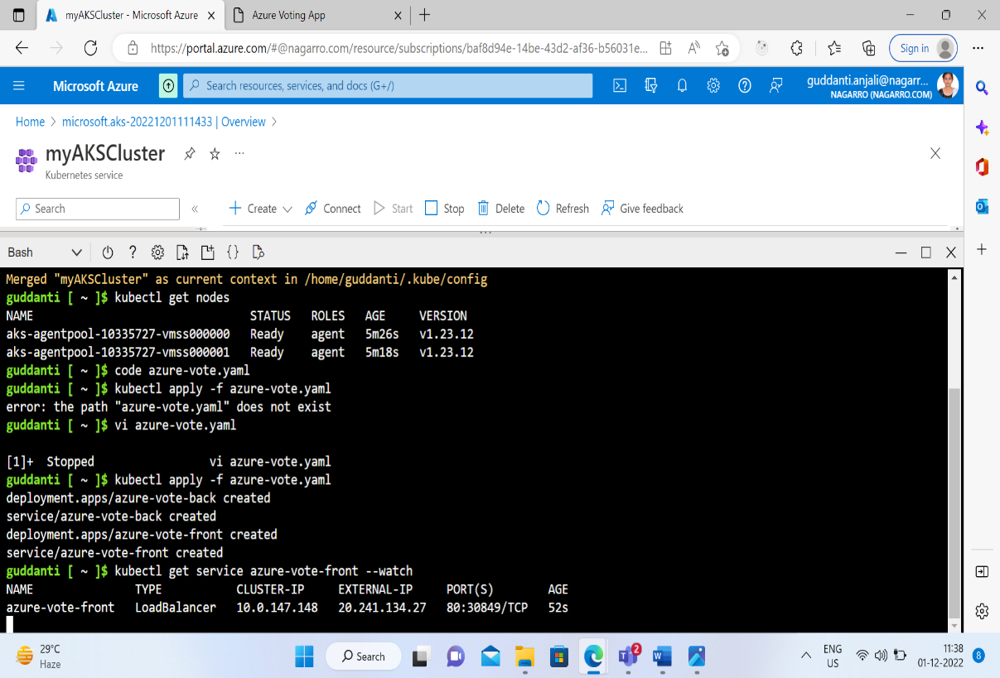 myAKSCluster - Microsoft Azure
Azure Voting App
https://portal.azure.com/#@nagarro.com/resource/subscriptions/baf8d94e-14be-43d2-af36-b56031e...
Sign in
Microsoft Azure
Search resources, services, and docs (G+/)
guddanti.anjali@nagarr...
NAGARRO (NAGARRO.COM)
Home > microsoft.aks-20221201111433 | Overview >
myAKSCluster
Kubernetes service
Search
Create
Connect
Start
Stop
Delete
Refresh
Give feedback
Bash
Merged "myAKSCluster" as current context in /home/guddanti/.kube/config
guddanti [ ~ ]$ kubectl get nodes
NAME STATUS ROLES AGE VERSION
aks-agentpool-10335727-vmss000000 Ready agent 5m26s v1.23.12
aks-agentpool-10335727-vmss000001 Ready agent 5m18s v1.23.12
guddanti [ ~ ]$ code azure-vote.yaml
guddanti [ ~ ]$ kubectl apply -f azure-vote.yaml
error: the path "azure-vote.yaml" does not exist
guddanti [ ~ ]$ vi azure-vote.yaml
[1]+ Stopped vi azure-vote.yaml
guddanti [ ~ ]$ kubectl apply -f azure-vote.yaml
deployment.apps/azure-vote-back created
service/azure-vote-back created
deployment.apps/azure-vote-front created
service/azure-vote-front created
guddanti [ ~ ]$ kubectl get service azure-vote-front --watch
NAME TYPE CLUSTER-IP EXTERNAL-IP PORT(S) AGE
azure-vote-front LoadBalancer 10.0.147.148 20.241.134.27 80:30849/TCP 52s
29°C
Haze
Search
2
ENG
US
11:38
01-12-2022
8